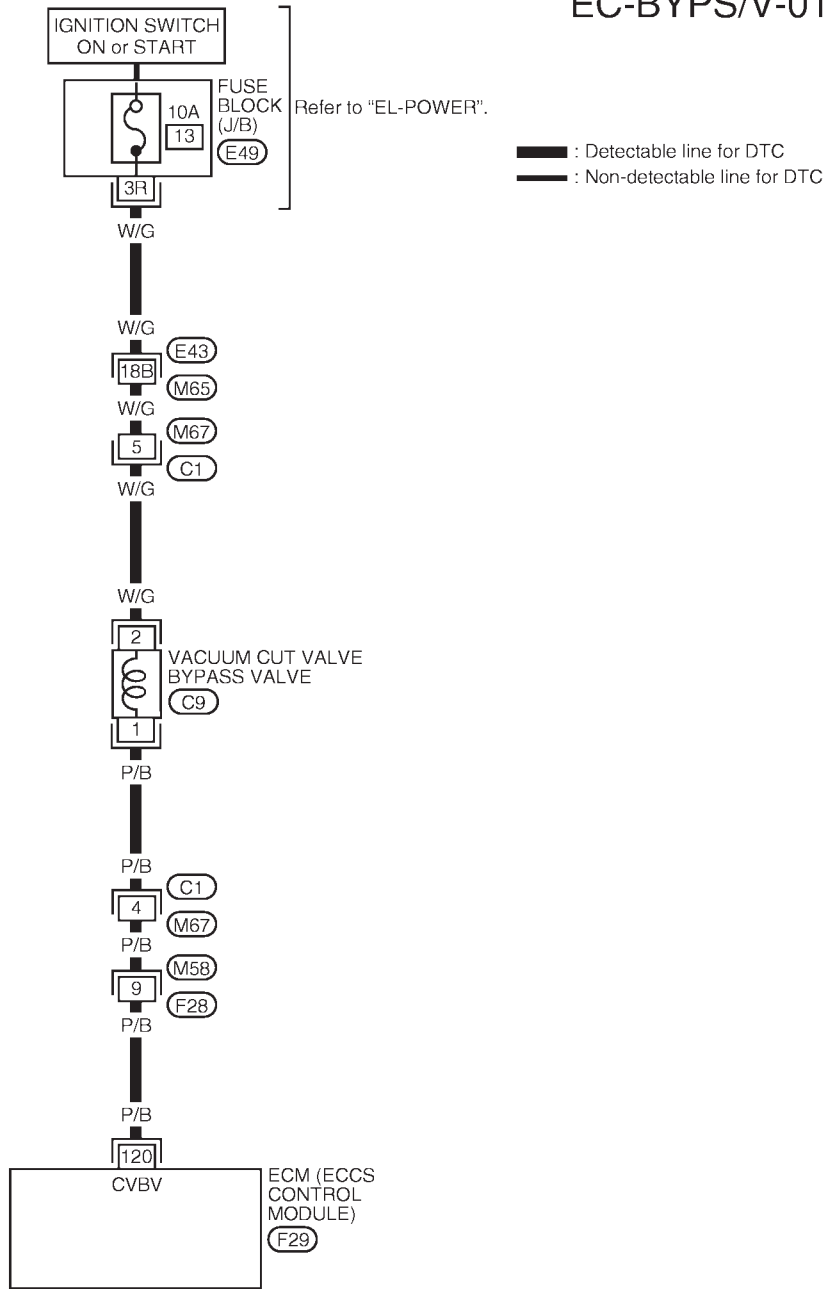 EC-BYPS/V-01
IGNITION SWITCH
ON or START
FUSE
BLOCK
(J/B)
10A
13
E49
Refer to “EL-POWER”.
3R
: Detectable line for DTC
: Non-detectable line for DTC
W/G
W/G
E43
18B
M65
W/G
M67
5
C1
W/G
W/G
2
VACUUM CUT VALVE
BYPASS VALVE
C9
1
P/B
P/B
C1
4
M67
P/B
M58
9
F28
P/B
P/B
120
CVBV
ECM (ECCS
CONTROL
MODULE)
F29